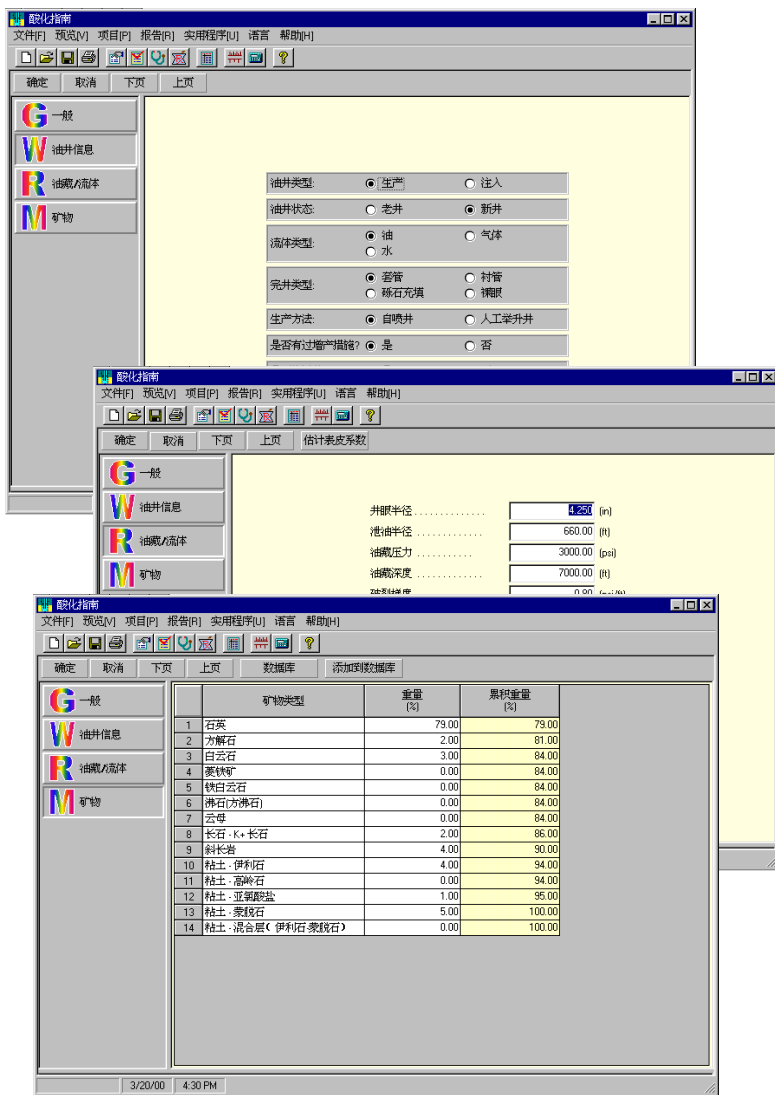 酸化指南
文件[F] 预览[V] 项目[P] 报告[R] 实用程序[U] 语言 帮助[H]
确定 取消 下页 上页
G 一般
W 油井信息
R 油藏/流体
M 矿物
油井类型: 生产 注入
油井状态: 老井 新井
流体类型: 油 气体
水
完井类型: 套管 衬管
砾石充填 裸眼
生产方法: 自喷井 人工举升井
是否有过增产措施? 是 否
酸化指南
文件[F] 预览[V] 项目[P] 报告[R] 实用程序[U] 语言 帮助[H]
确定 取消 下页 上页 估计表皮系数
G 一般
W 油井信息
R 油藏/流体
M 矿物
井眼半径 . . . . . . . . . . . . . . 4.250 (in)
泄油半径 . . . . . . . . . . . . . 660.00 (ft)
油藏压力 . . . . . . . . . . . 3000.00 (psi)
油藏深度 . . . . . . . . . . . . . 7000.00 (ft)
酸化指南
文件[F] 预览[V] 项目[P] 报告[R] 实用程序[U] 语言 帮助[H]
确定 取消 下页 上页 数据库 添加到数据库
G 一般
W 油井信息
R 油藏/流体
M 矿物
矿物类型 重量 (%) 累积重量 (%)
1 石英 79.00 79.00
2 方解石 2.00 81.00
3 白云石 3.00 84.00
4 菱铁矿 0.00 84.00
5 铁白云石 0.00 84.00
6 沸石(方沸石) 0.00 84.00
7 云母 0.00 84.00
8 长石 - K+ 长石 2.00 86.00
9 斜长岩 4.00 90.00
10 粘土 - 伊利石 4.00 94.00
11 粘土 - 高岭石 0.00 94.00
12 粘土 - 亚氯酸盐 1.00 95.00
13 粘土 - 蒙脱石 5.00 100.00
14 粘土 - 混合层( 伊利石-蒙脱石 ) 0.00 100.00
3/20/00 4:30 PM